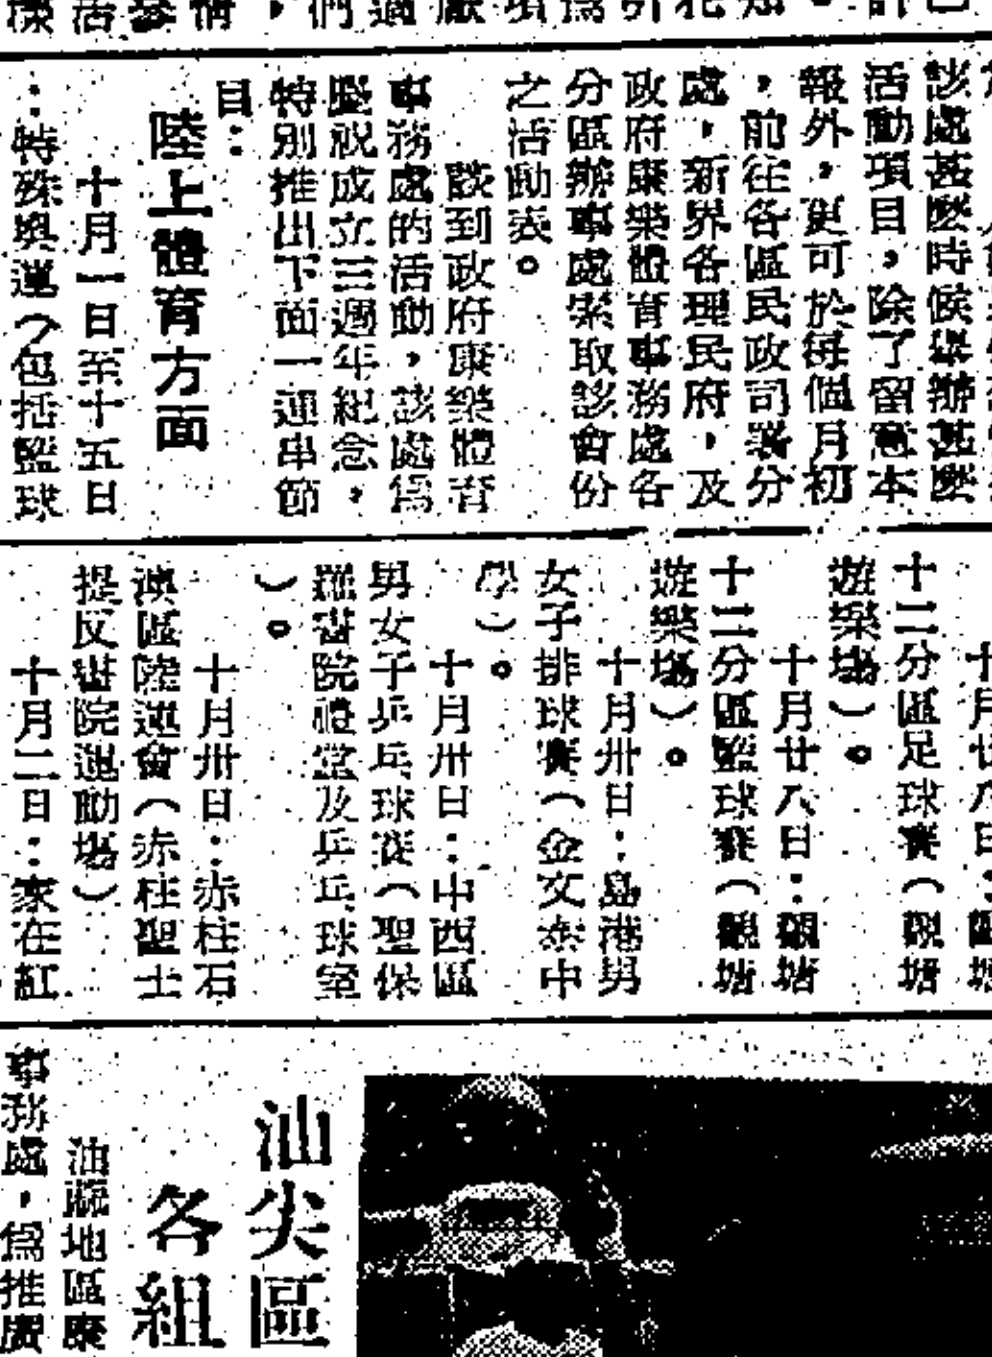 該處甚麼時候舉辦甚麼
活動項目，除了留意本
報外，更可於每個月初
，前往各區民政司署分
處，新界各理民府，及
政府康樂體育事務處各
分區辦事處索取該會份
之活動表。
談到政府康樂體育
事務處的活動，該處爲
慶祝成立三週年紀念，
特別推出下面一連串節
目：
陸上體育方面
十月一日至十五日
：特殊奧運（包括籃球
十二分區足球賽（觀塘
遊樂塲）。
十月廿八日：觀塘
十二分區籃球賽（觀塘
遊樂塲）。
十月卅日：島港男
女子排球賽（金文泰中
學）。
十月卅日：中西區
男女子乒乓球賽（聖保
羅書院禮堂及乒乓球室
）。
十月卅日：赤柱石
澳區陸運會（赤柱聖士
提反書院運動塲）
十月二日：家在紅
油尖區
各組
油蔴地區康
事務處，爲推廣